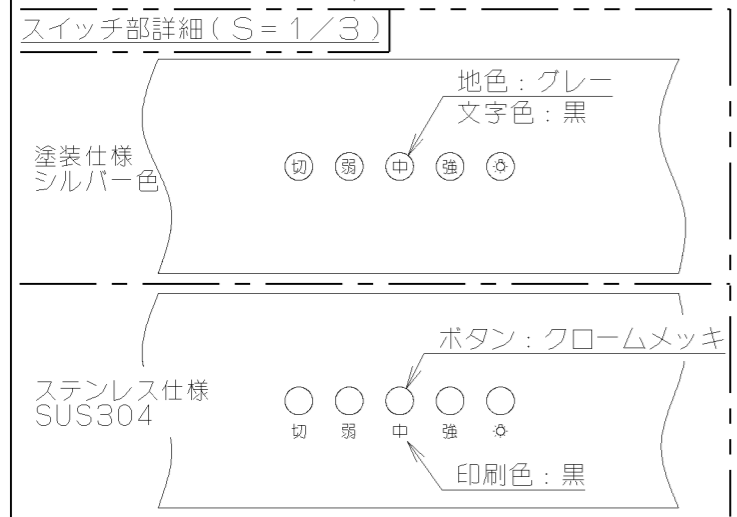 スイッチ部詳細(S=1/3)
地色:グレー
文字色:黒
塗装仕様
シルバー色
切 弱 中 強
ボタン:クロームメッキ
ステンレス仕様
SUS304
切 弱 中 強
印刷色:黒